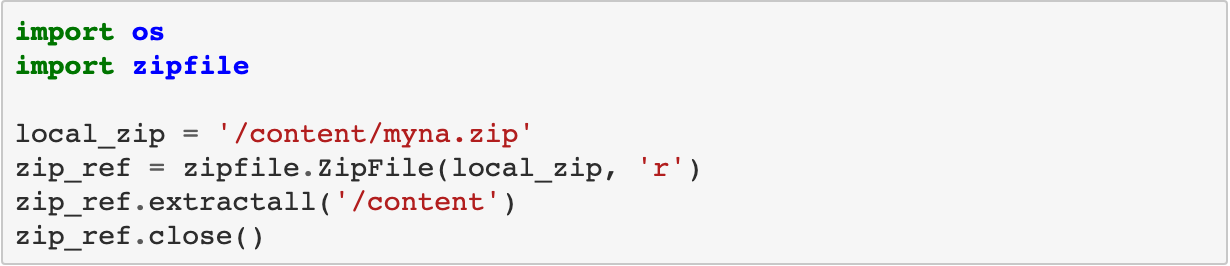 import os
import zipfile
local_zip = '/content/myna.zip'
zip_ref = zipfile.ZipFile(local_zip, 'r')
zip_ref.extractall('/content')
zip_ref.close()